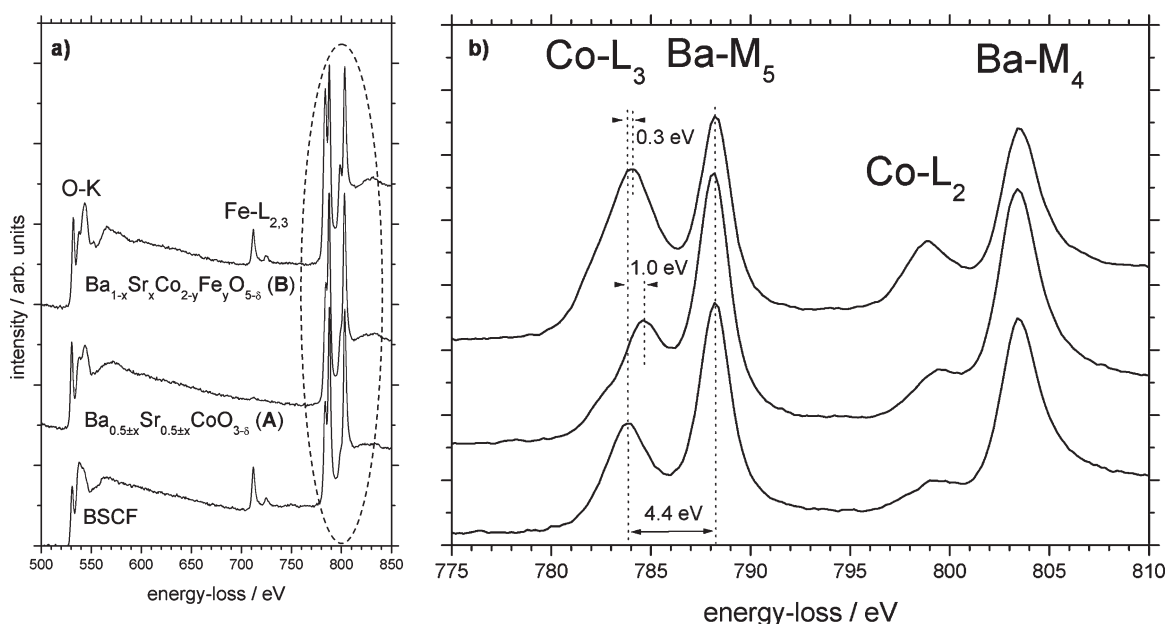 a)
O-K
Fe-L2,3
Ba1-xSrxCo2-yFeyO5-δ (B)
Ba0.5±xSr0.5±xCoO3-δ (A)
BSCF
intensity / arb. units
500 550 600 650 700 750 800 850
energy-loss / eV
b)
Co-L3 Ba-M5 Ba-M4
0.3 eV
Co-L2
1.0 eV
4.4 eV
775 780 785 790 795 800 805 810
energy-loss / eV